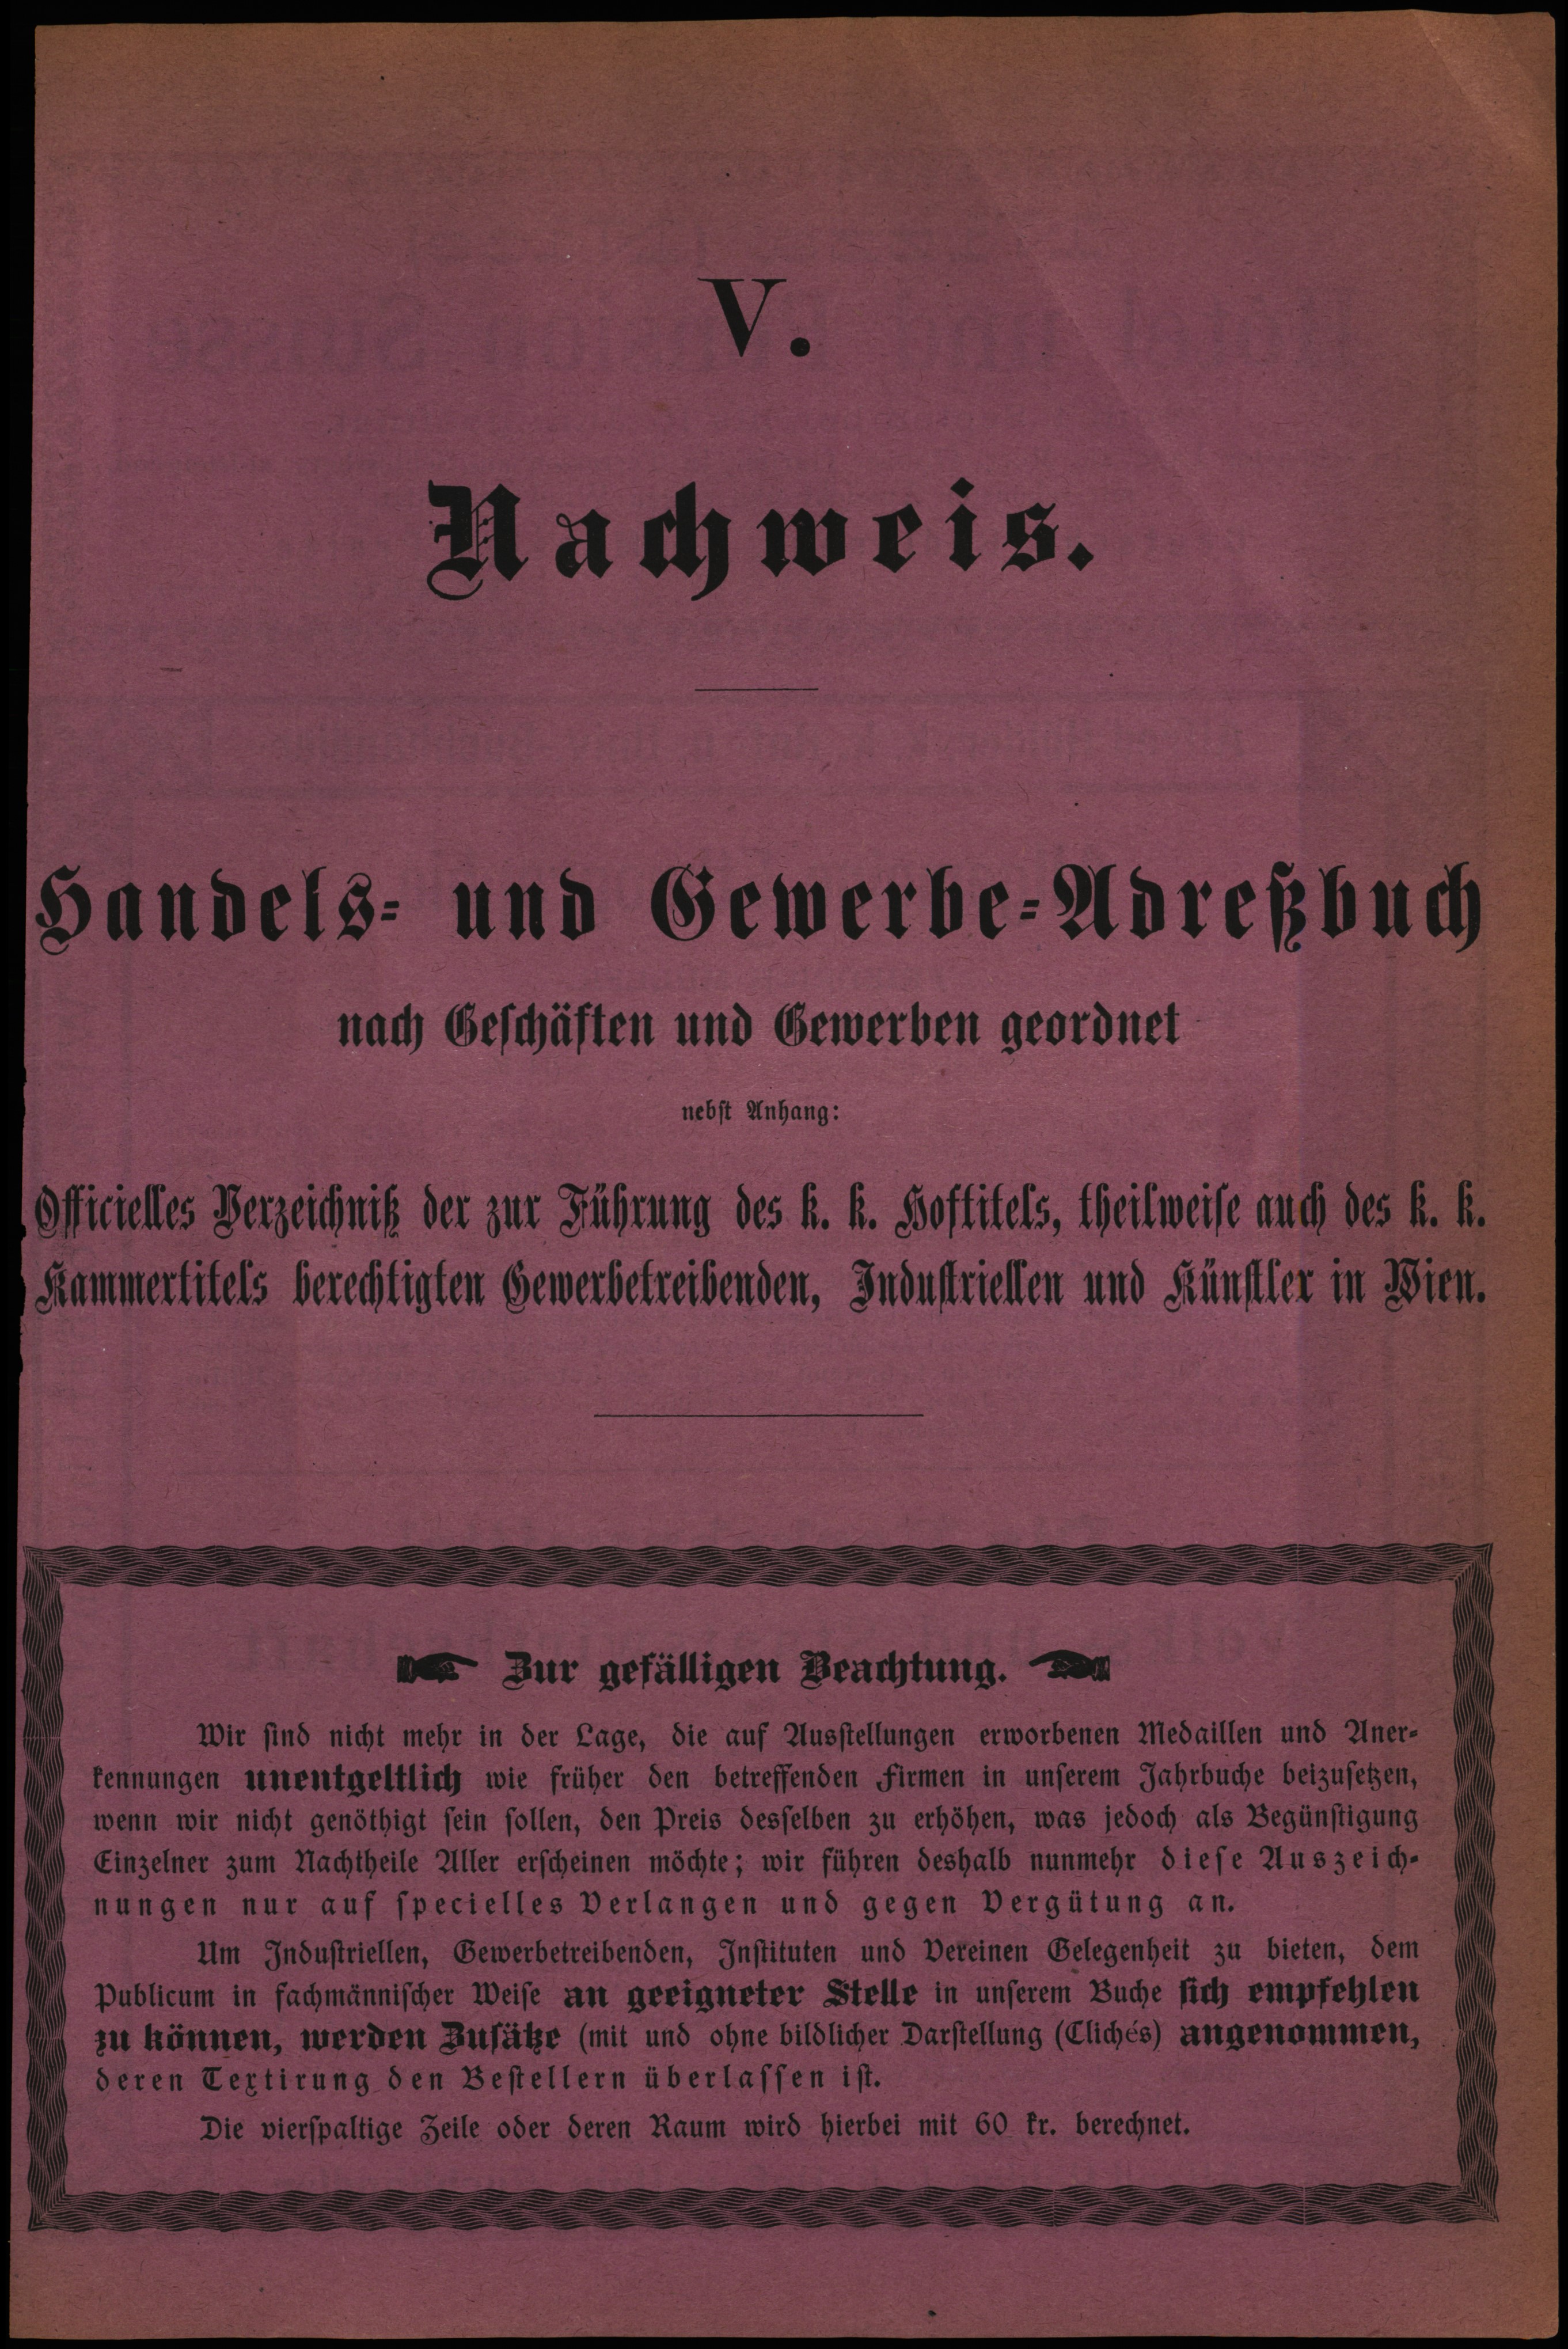 V.
Nachweis.
Handels- und Gewerbe-Adreßbuch
nach Geschäften und Gewerben geordnet
nebst Anhang:
Officielles Verzeichniß der zur Führung des k. k. Hoftitels, theilweise auch des k. k.
Kammertitels berechtigten Gewerbetreibenden, Industriellen und Künstler in Wien.
Zur gefälligen Beachtung.
Wir sind nicht mehr in der Lage, die auf Ausstellungen erworbenen Medaillen und Aner-
kennungen unentgeltlich wie früher den betreffenden Firmen in unserem Jahrbuche beizusetzen,
wenn wir nicht genöthigt sein sollen, den Preis desselben zu erhöhen, was jedoch als Begünstigung
Einzelner zum Nachtheile Aller erscheinen möchte; wir führen deshalb nunmehr diese Auszeich-
nungen nur auf specielles Verlangen und gegen Vergütung an.
Um Industriellen, Gewerbetreibenden, Instituten und Vereinen Gelegenheit zu bieten, dem
Publicum in fachmännischer Weise an geeigneter Stelle in unserem Buche sich empfehlen
zu können, werden Zusätze (mit und ohne bildlicher Darstellung (Clichés) angenommen,
deren Textirung den Bestellern überlassen ist.
Die vierspaltige Zeile oder deren Raum wird hierbei mit 60 kr. berechnet.